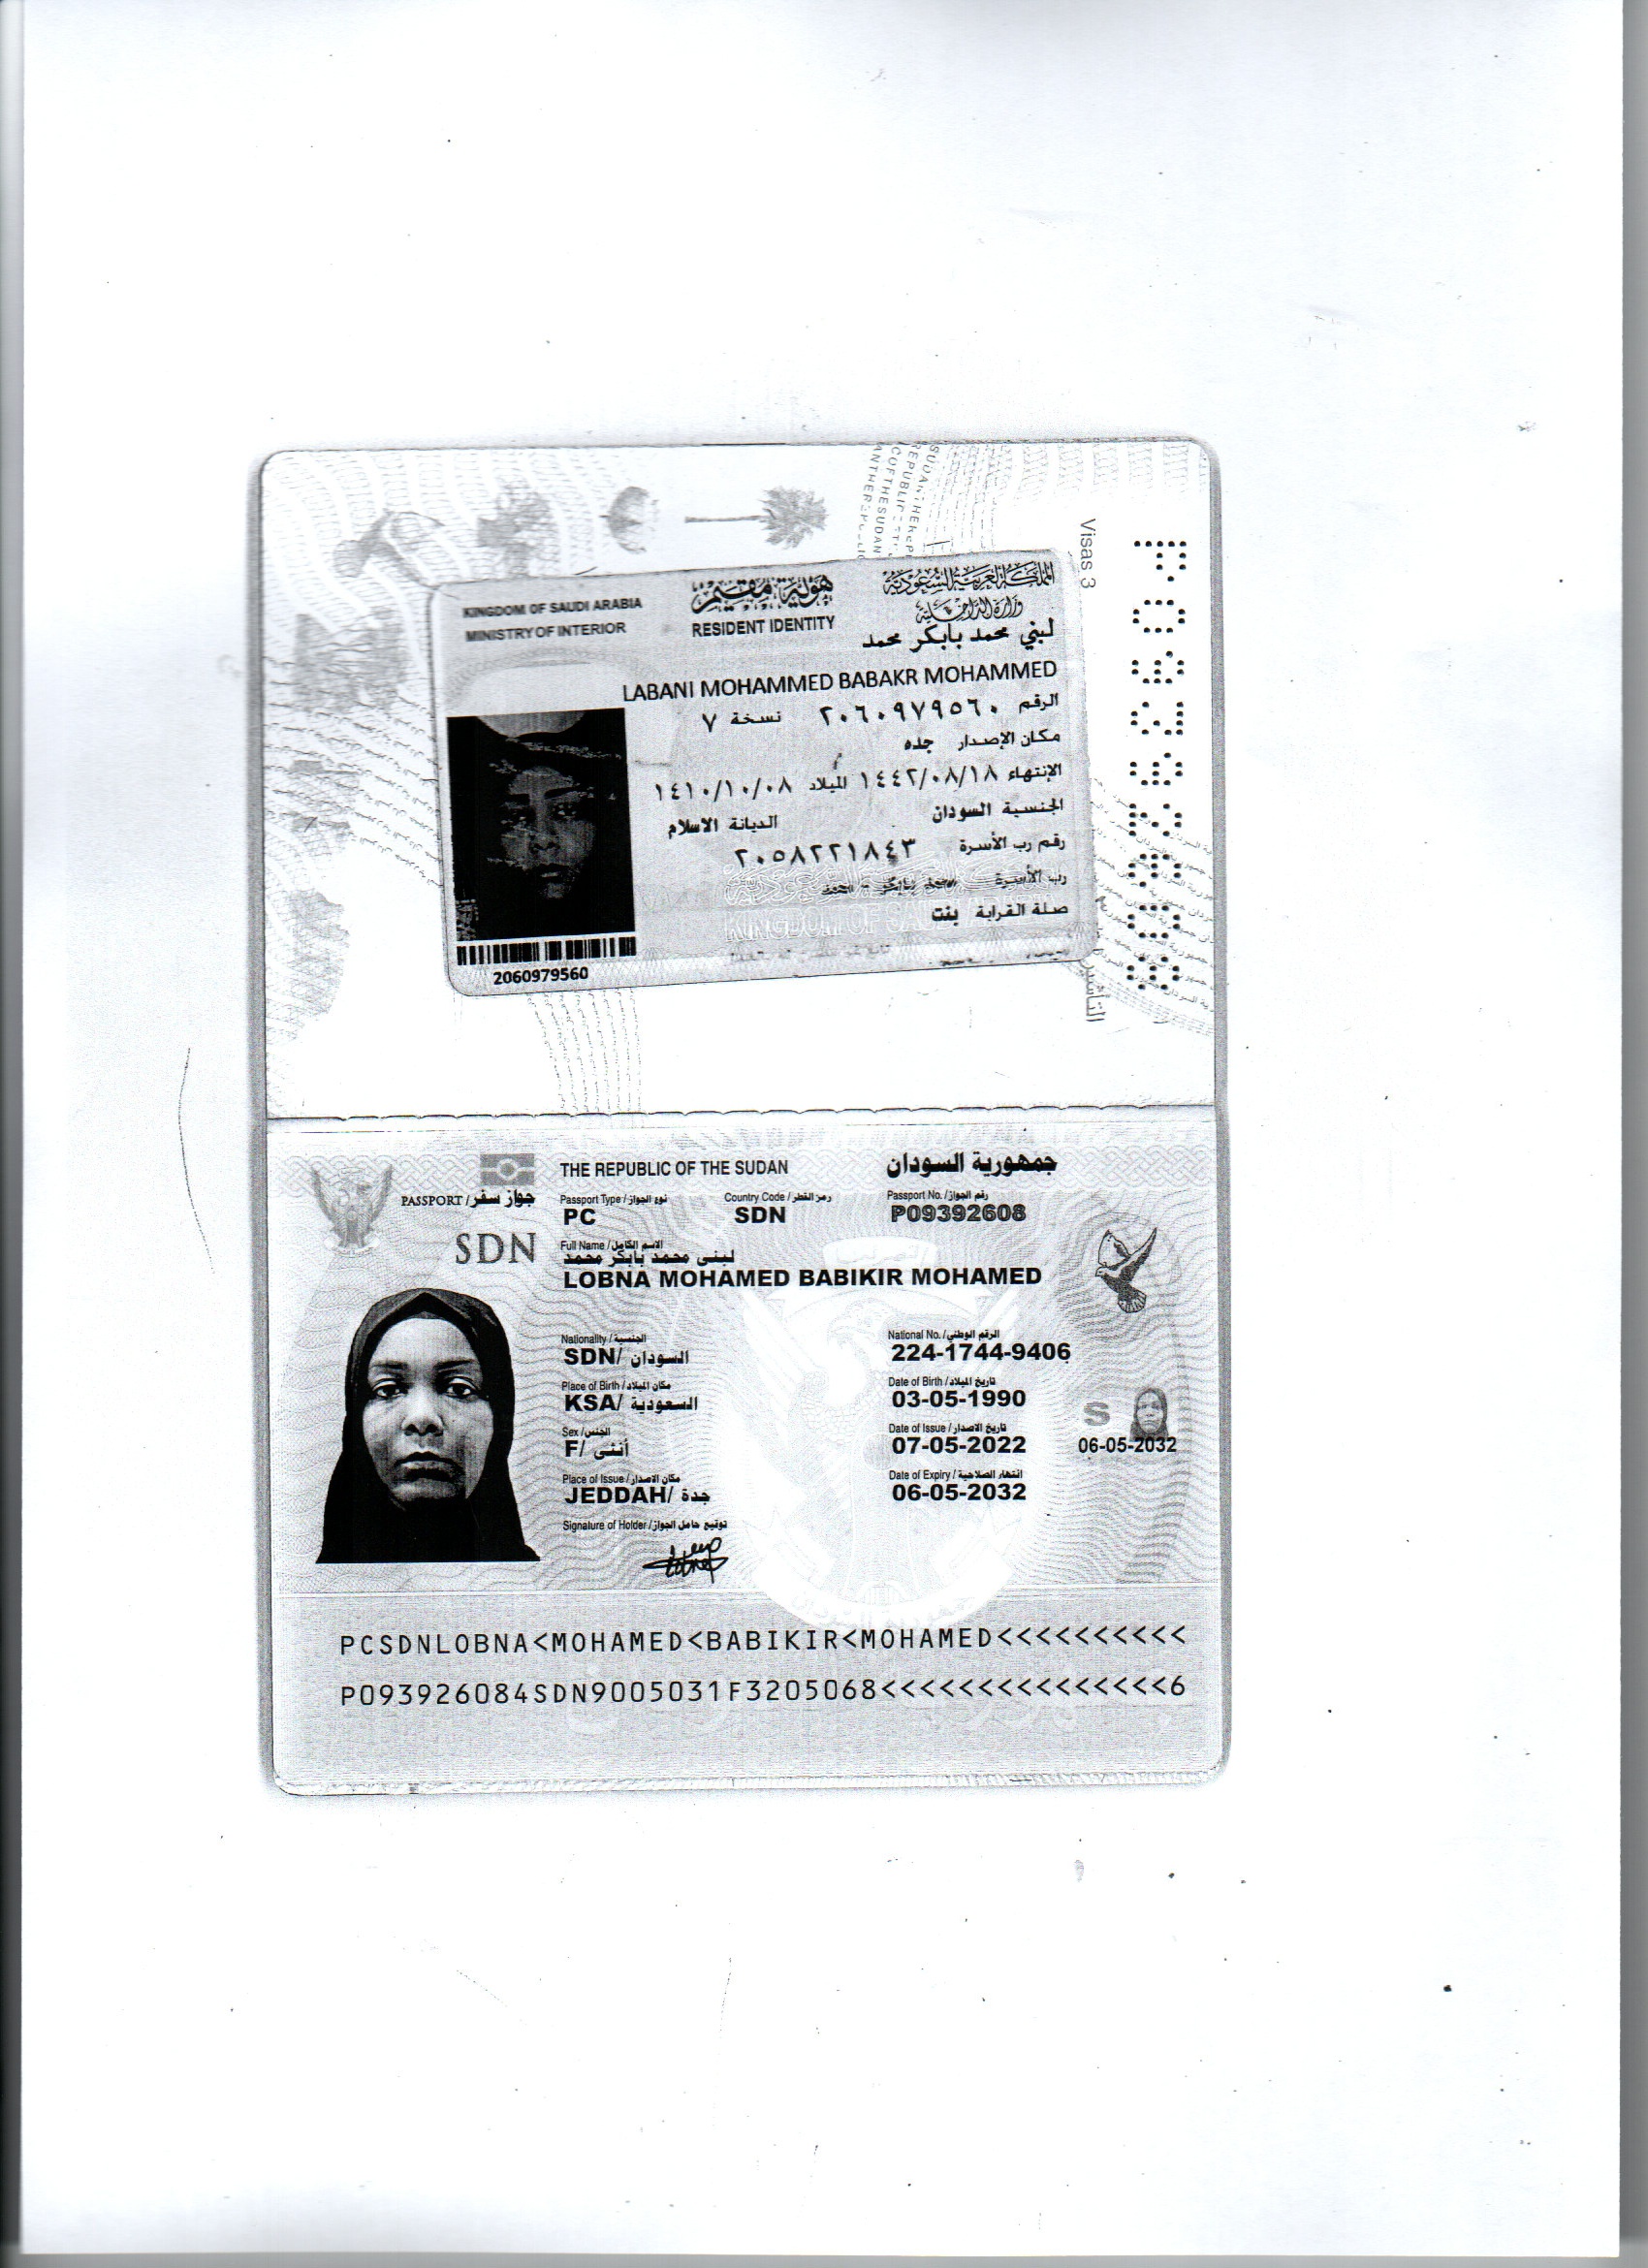 Visas 3
P09392608
KINGDOM OF SAUDI ARABIA
MINISTRY OF INTERIOR
هوية مقيم
RESIDENT IDENTITY
المملكة العربية السعودية
وزارة الداخلية
لبني محمد بابكر محمد
LABANI MOHAMMED BABAKR MOHAMMED
الرقم ٢٠٦٠٩٧٩٥٦٠ نسخة ٧
مكان الإصدار جده
الإنتهاء ١٤٤٢/٠٨/١٨ الميلاد ١٤١٠/١٠/٠٨
الجنسية السودان الديانة الاسلام
رقم رب الأسرة ٢٠٥٨٢٢١٨٤٣
رب الأسرة
صلة القرابة بنت
2060979560
THE REPUBLIC OF THE SUDAN جمهورية السودان
PASSPORT / جواز سفر
SDN
Passport Type / نوع الجواز Country Code / رمز القطر Passport No. / رقم الجواز
PC SDN P09392608
Full Name / الاسم الكامل
لبنى محمد بابكر محمد
LOBNA MOHAMED BABIKIR MOHAMED
Nationality / الجنسية National No. / الرقم الوطني
SDN/ السودان 224-1744-9406
Place of Birth / مكان الميلاد Date of Birth / تاريخ الميلاد
KSA/ السعودية 03-05-1990
Sex / الجنس Date of Issue / تاريخ الاصدار
F/ أنثى 07-05-2022
S
06-05-2032
Place of Issue / مكان الاصدار Date of Expiry / انتهاء الصلاحية
JEDDAH/ جدة 06-05-2032
Signature of Holder / توقيع حامل الجواز
PCSDNLOBNA<MOHAMED<BABIKIR<MOHAMED<<<<<<<<<<
P093926084SDN9005031F3205068<<<<<<<<<<<<<<<6